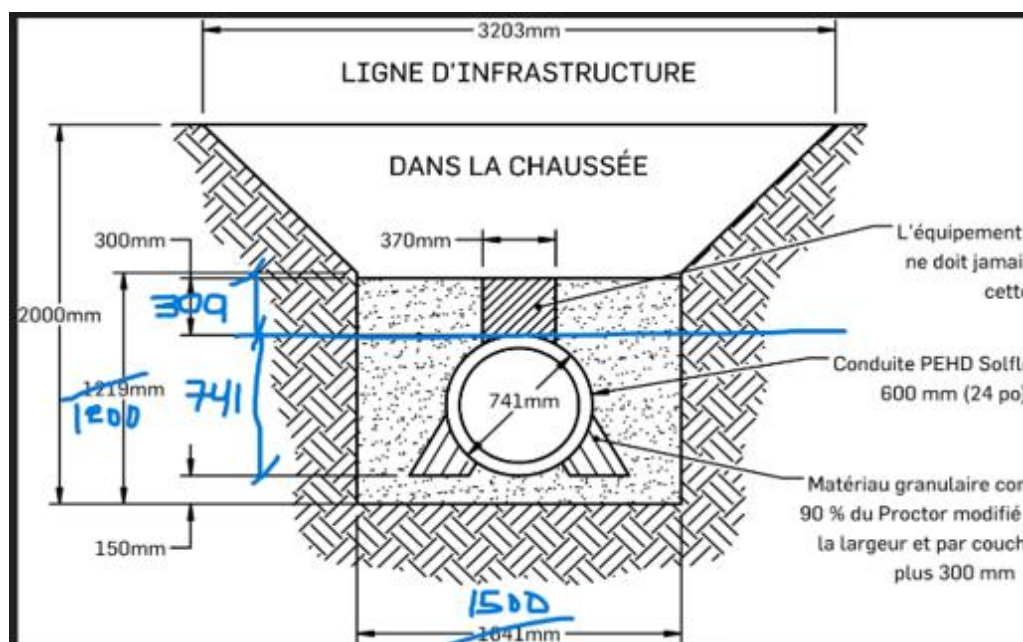 3203mm
LIGNE D'INFRASTRUCTURE
DANS LA CHAUSSÉE
300mm
370mm
L'équipement
ne doit jamai
cett
309
2000mm
Conduite PEHD Solfl
600 mm (24 po)
1219mm
1200
741
741mm
Matériau granulaire con
90 % du Proctor modifié
la largeur et par couch
plus 300 mm
150mm
1500
1641mm